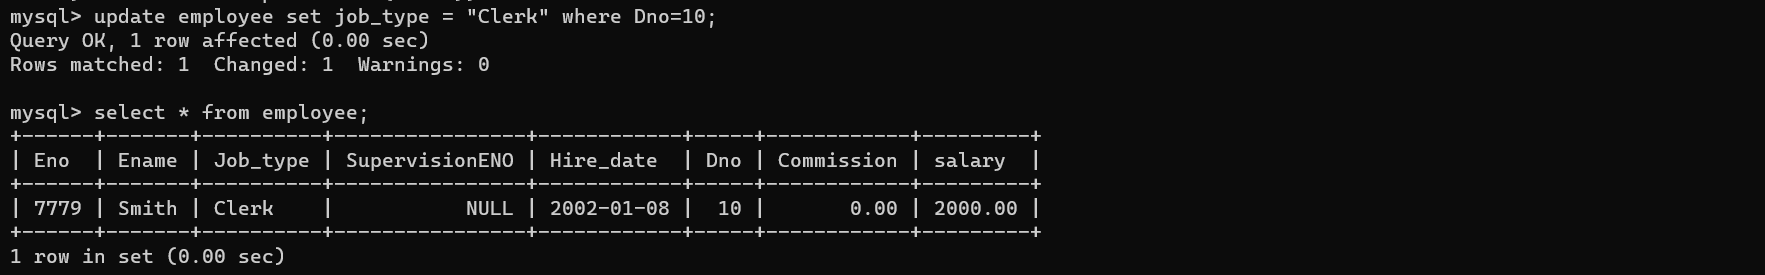 mysql> update employee set job_type = "Clerk" where Dno=10;
Query OK, 1 row affected (0.00 sec)
Rows matched: 1  Changed: 1  Warnings: 0

mysql> select * from employee;
+------+-------+----------+----------------+------------+-----+------------+---------+
| Eno  | Ename | Job_type | SupervisionENO | Hire_date  | Dno | Commission | salary  |
+------+-------+----------+----------------+------------+-----+------------+---------+
| 7779 | Smith | Clerk    |           NULL | 2002-01-08 |  10 |       0.00 | 2000.00 |
+------+-------+----------+----------------+------------+-----+------------+---------+
1 row in set (0.00 sec)